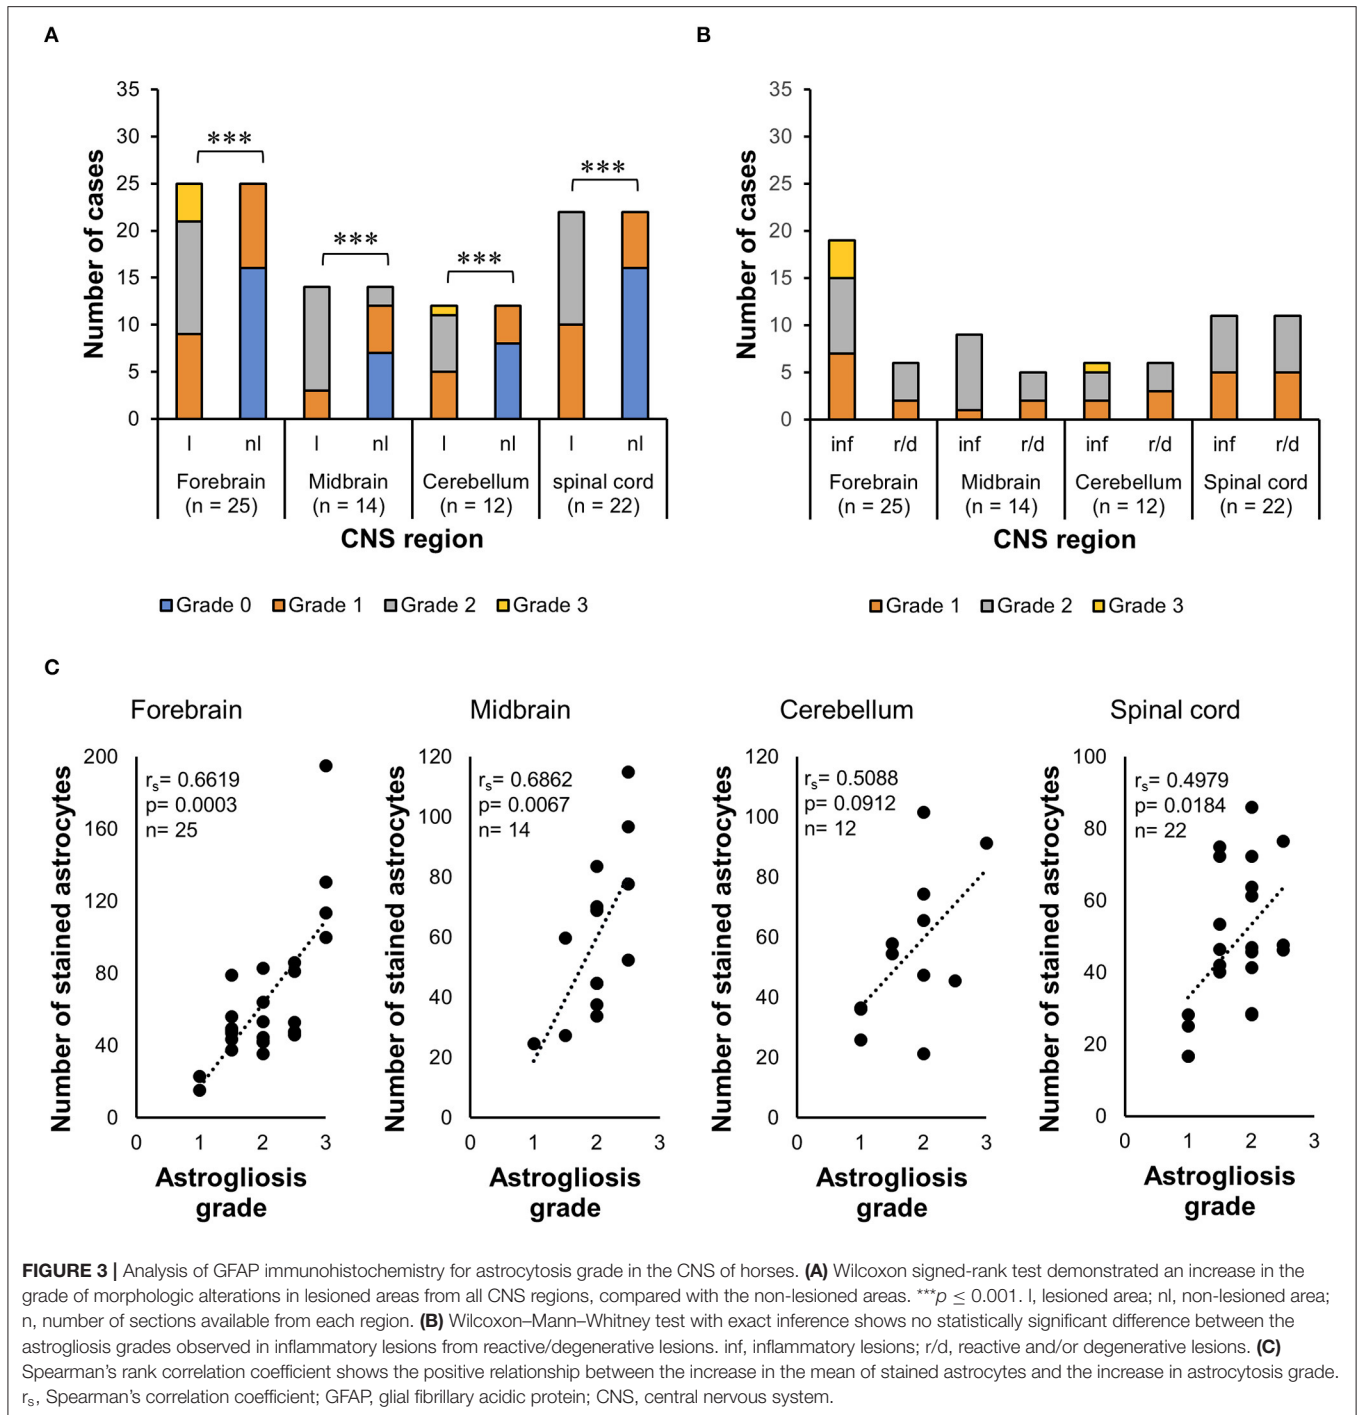 A
B
Number of cases
35
30
25
20
15
10
5
0
***
***
***
***
l nl l nl l nl l nl
Forebrain Midbrain Cerebellum spinal cord
(n = 25) (n = 14) (n = 12) (n = 22)
CNS region
Grade 0 Grade 1 Grade 2 Grade 3
Number of cases
35
30
25
20
15
10
5
0
inf r/d inf r/d inf r/d inf r/d
Forebrain Midbrain Cerebellum Spinal cord
(n = 25) (n = 14) (n = 12) (n = 22)
CNS region
Grade 1 Grade 2 Grade 3
C
Forebrain
Number of stained astrocytes
200
160
120
80
40
0
rs= 0.6619
p= 0.0003
n= 25
0 1 2 3
Astrogliosis
grade
Midbrain
Number of stained astrocytes
120
100
80
60
40
20
0
rs= 0.6862
p= 0.0067
n= 14
0 1 2 3
Astrogliosis
grade
Cerebellum
Number of stained astrocytes
120
100
80
60
40
20
0
rs= 0.5088
p= 0.0912
n= 12
0 1 2 3
Astrogliosis
grade
Spinal cord
Number of stained astrocytes
100
80
60
40
20
0
rs= 0.4979
p= 0.0184
n= 22
0 1 2 3
Astrogliosis
grade
FIGURE 3 | Analysis of GFAP immunohistochemistry for astrocytosis grade in the CNS of horses. (A) Wilcoxon signed-rank test demonstrated an increase in the
grade of morphologic alterations in lesioned areas from all CNS regions, compared with the non-lesioned areas. ***p ≤ 0.001. l, lesioned area; nl, non-lesioned area;
n, number of sections available from each region. (B) Wilcoxon–Mann–Whitney test with exact inference shows no statistically significant difference between the
astrogliosis grades observed in inflammatory lesions from reactive/degenerative lesions. inf, inflammatory lesions; r/d, reactive and/or degenerative lesions. (C)
Spearman's rank correlation coefficient shows the positive relationship between the increase in the mean of stained astrocytes and the increase in astrocytosis grade.
rs, Spearman's correlation coefficient; GFAP, glial fibrillary acidic protein; CNS, central nervous system.